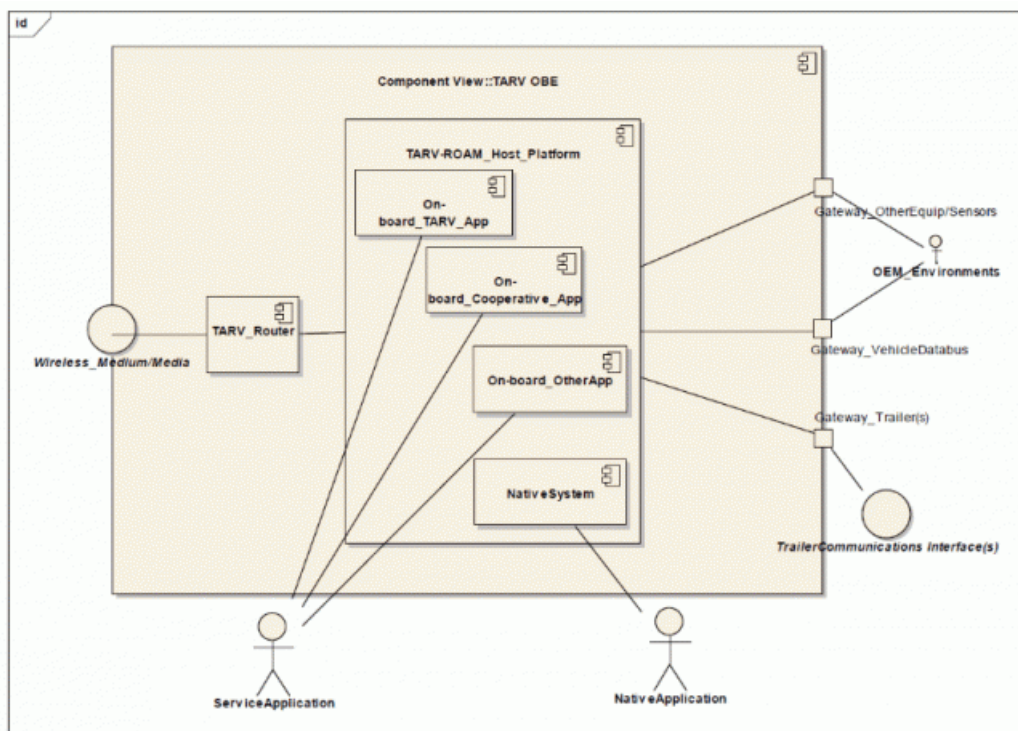 id
Component View::TARV OBE
TARV-ROAM_Host_Platform
On-
board_TARV_App
On-
board_Cooperative_App
TARV_Router
Wireless_Medium/Media
On-board_OtherApp
NativeSystem
Gateway_OtherEquip/Sensors
OEM_Environments
Gateway_VehicleDatabus
Gateway_Trailer(s)
TrailerCommunications Interface(s)
ServiceApplication
NativeApplication